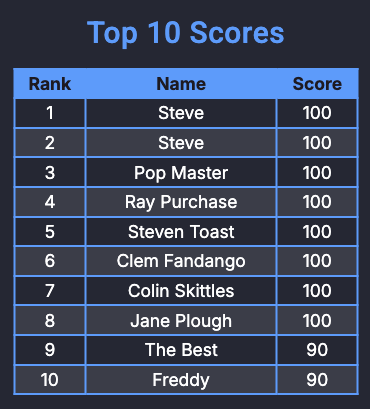 Top 10 Scores
Rank Name Score
1 Steve 100
2 Steve 100
3 Pop Master 100
4 Ray Purchase 100
5 Steven Toast 100
6 Clem Fandango 100
7 Colin Skittles 100
8 Jane Plough 100
9 The Best 90
10 Freddy 90